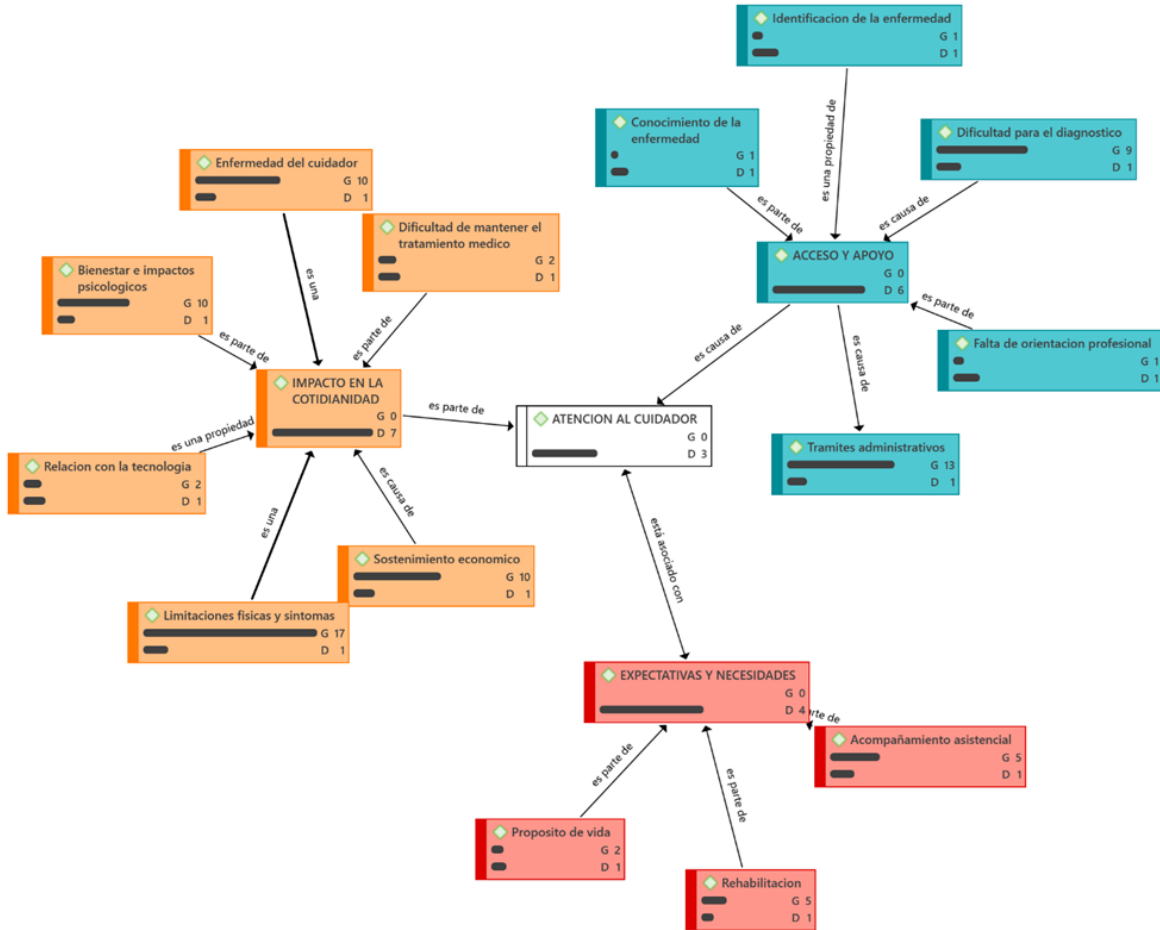 Identificacion de la enfermedad
G 1
D 1
Conocimiento de la
enfermedad
G 1
D 1
es una propiedad de
Dificultad para el diagnostico
G 9
D 1
es parte de
es causa de
Enfermedad del cuidador
G 10
D 1
Dificultad de mantener el
tratamiento medico
G 2
D 1
ACCESO Y APOYO
G 0
D 6
Bienestar e impactos
psicologicos
G 10
D 1
es una
es parte de
es parte de
es parte de
Falta de orientacion profesional
G 1
D 1
es causa de
es causa de
IMPACTO EN LA
COTIDIANIDAD
G 0
D 7
es parte de
ATENCION AL CUIDADOR
G 0
D 3
es una propiedad
Relacion con la tecnologia
G 2
D 1
Tramites administrativos
G 13
D 1
es una
es causa de
está asociado con
Sostenimiento economico
G 10
D 1
Limitaciones fisicas y sintomas
G 17
D 1
EXPECTATIVAS Y NECESIDADES
G 0
D 4
rte de
Acompañamiento asistencial
G 5
D 1
es parte de
es parte de
Proposito de vida
G 2
D 1
Rehabilitacion
G 5
D 1